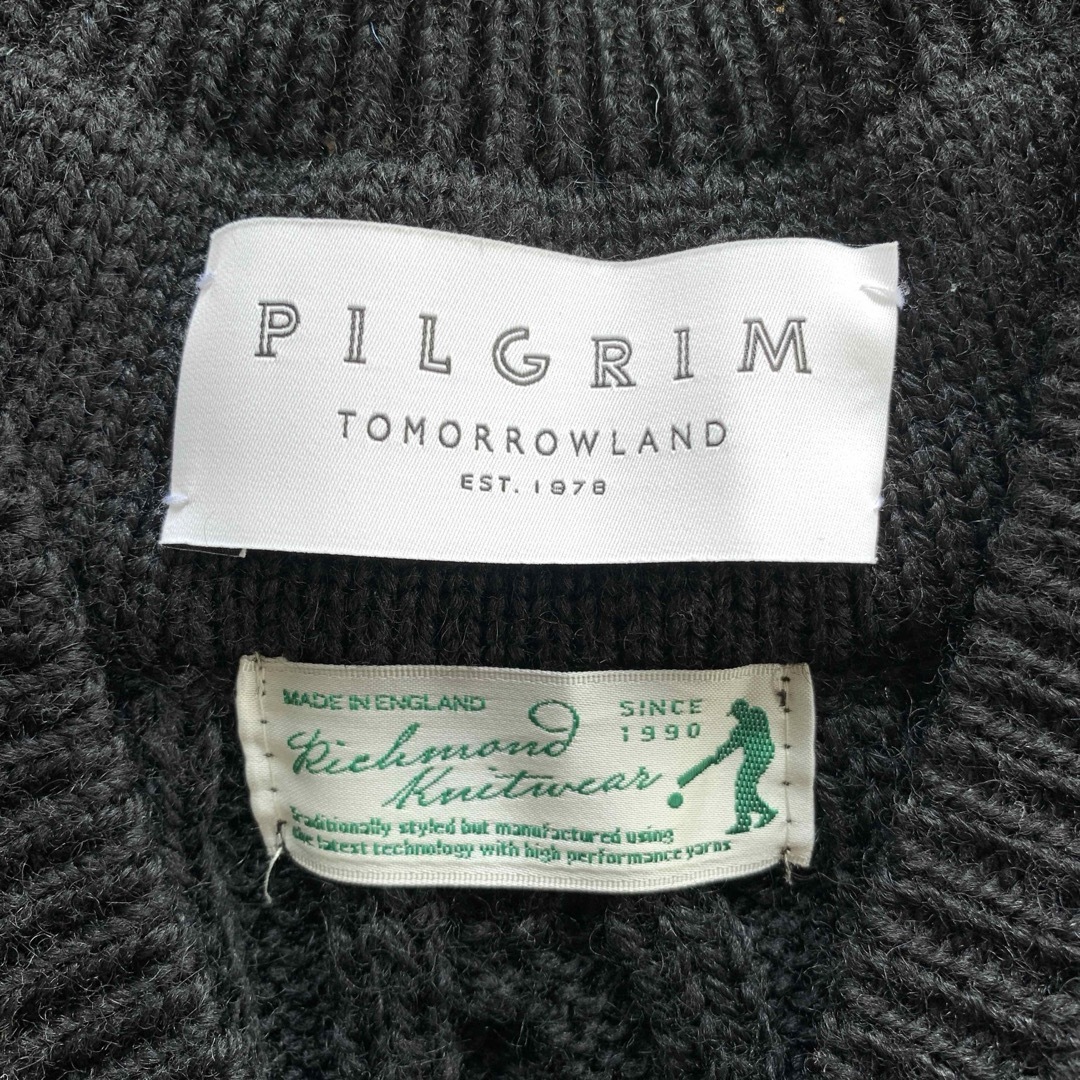 PILGRIM
TOMORROWLAND
EST. 1978
MADE IN ENGLAND
SINCE
1990
Richmond
Knitwear
traditionally styled but manufactured using
the latest technology with high performance yarns